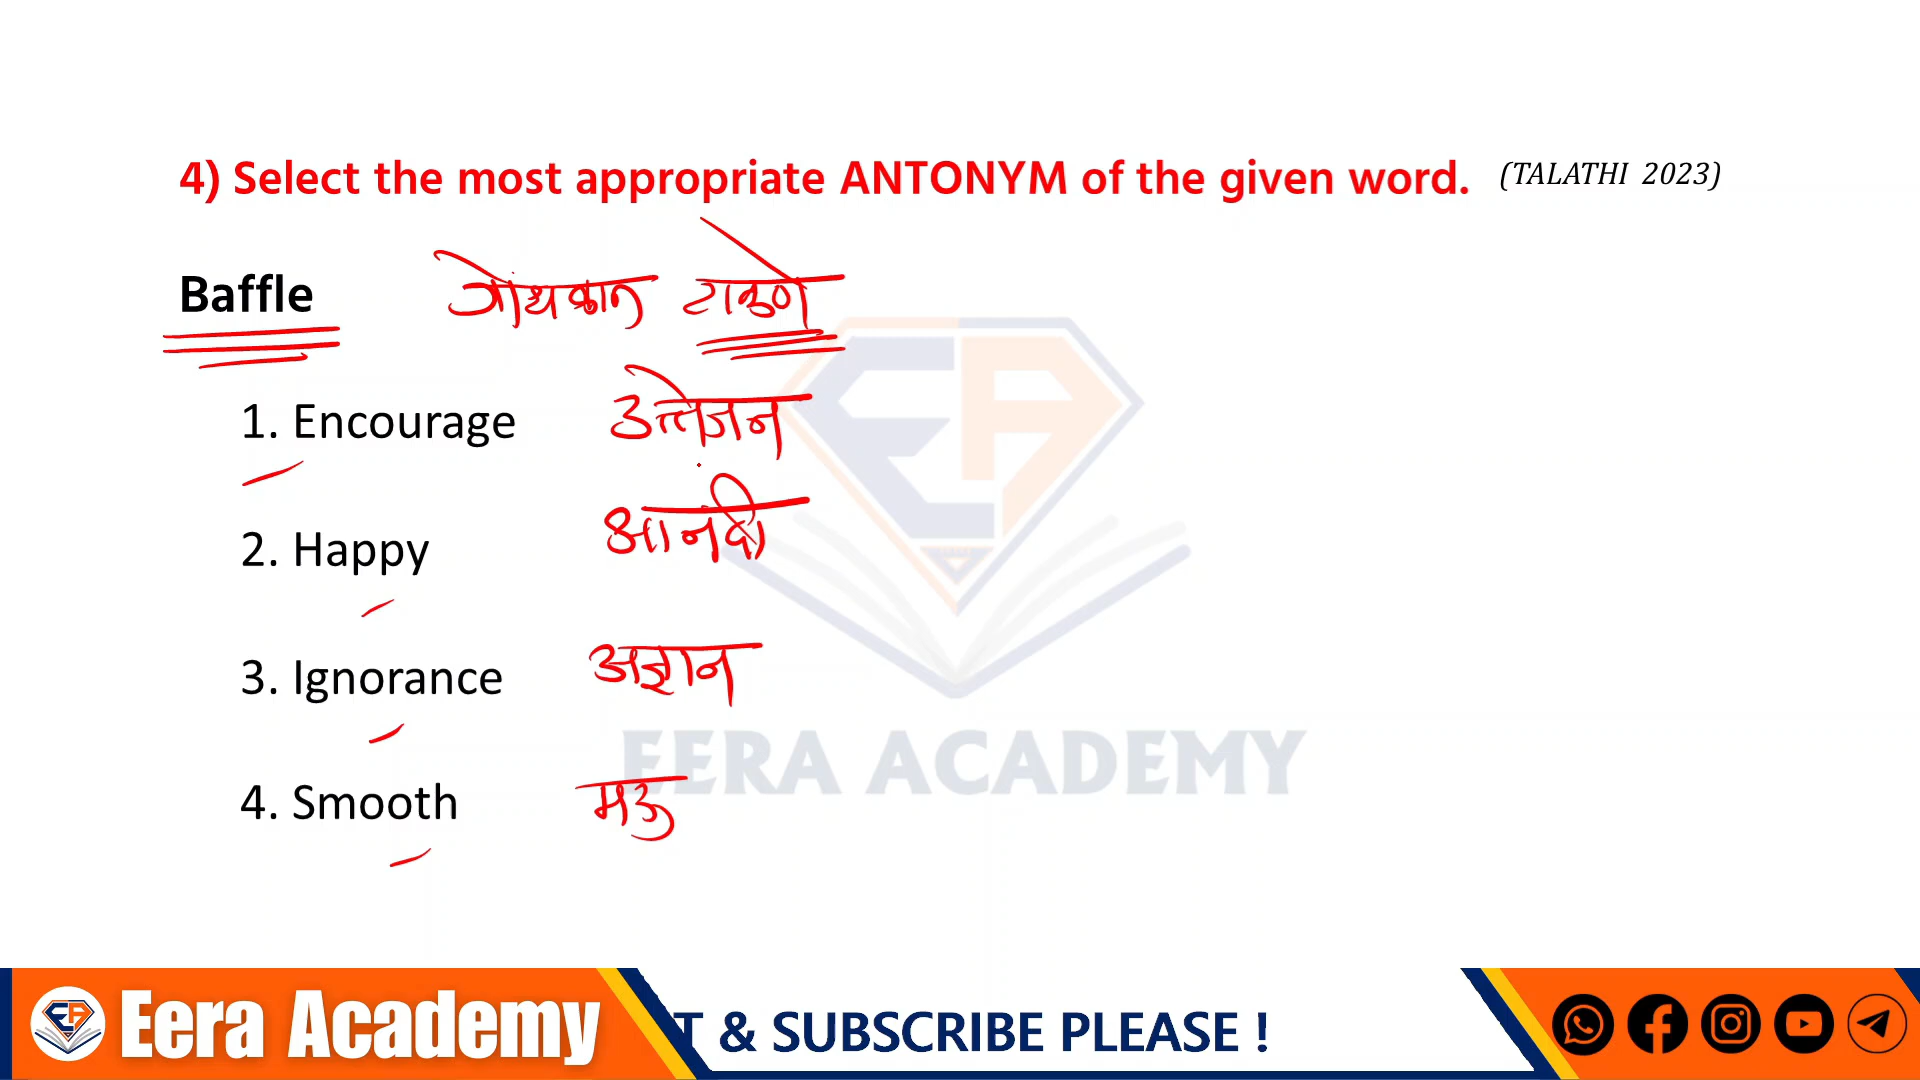 4) Select the most appropriate ANTONYM of the given word. (TALATHI 2023)
Baffle गोंधळात टाकणे
1. Encourage उत्तेजन
2. Happy आनंदी
3. Ignorance अज्ञान
4. Smooth मऊ
EERA ACADEMY
Eera Academy T & SUBSCRIBE PLEASE !